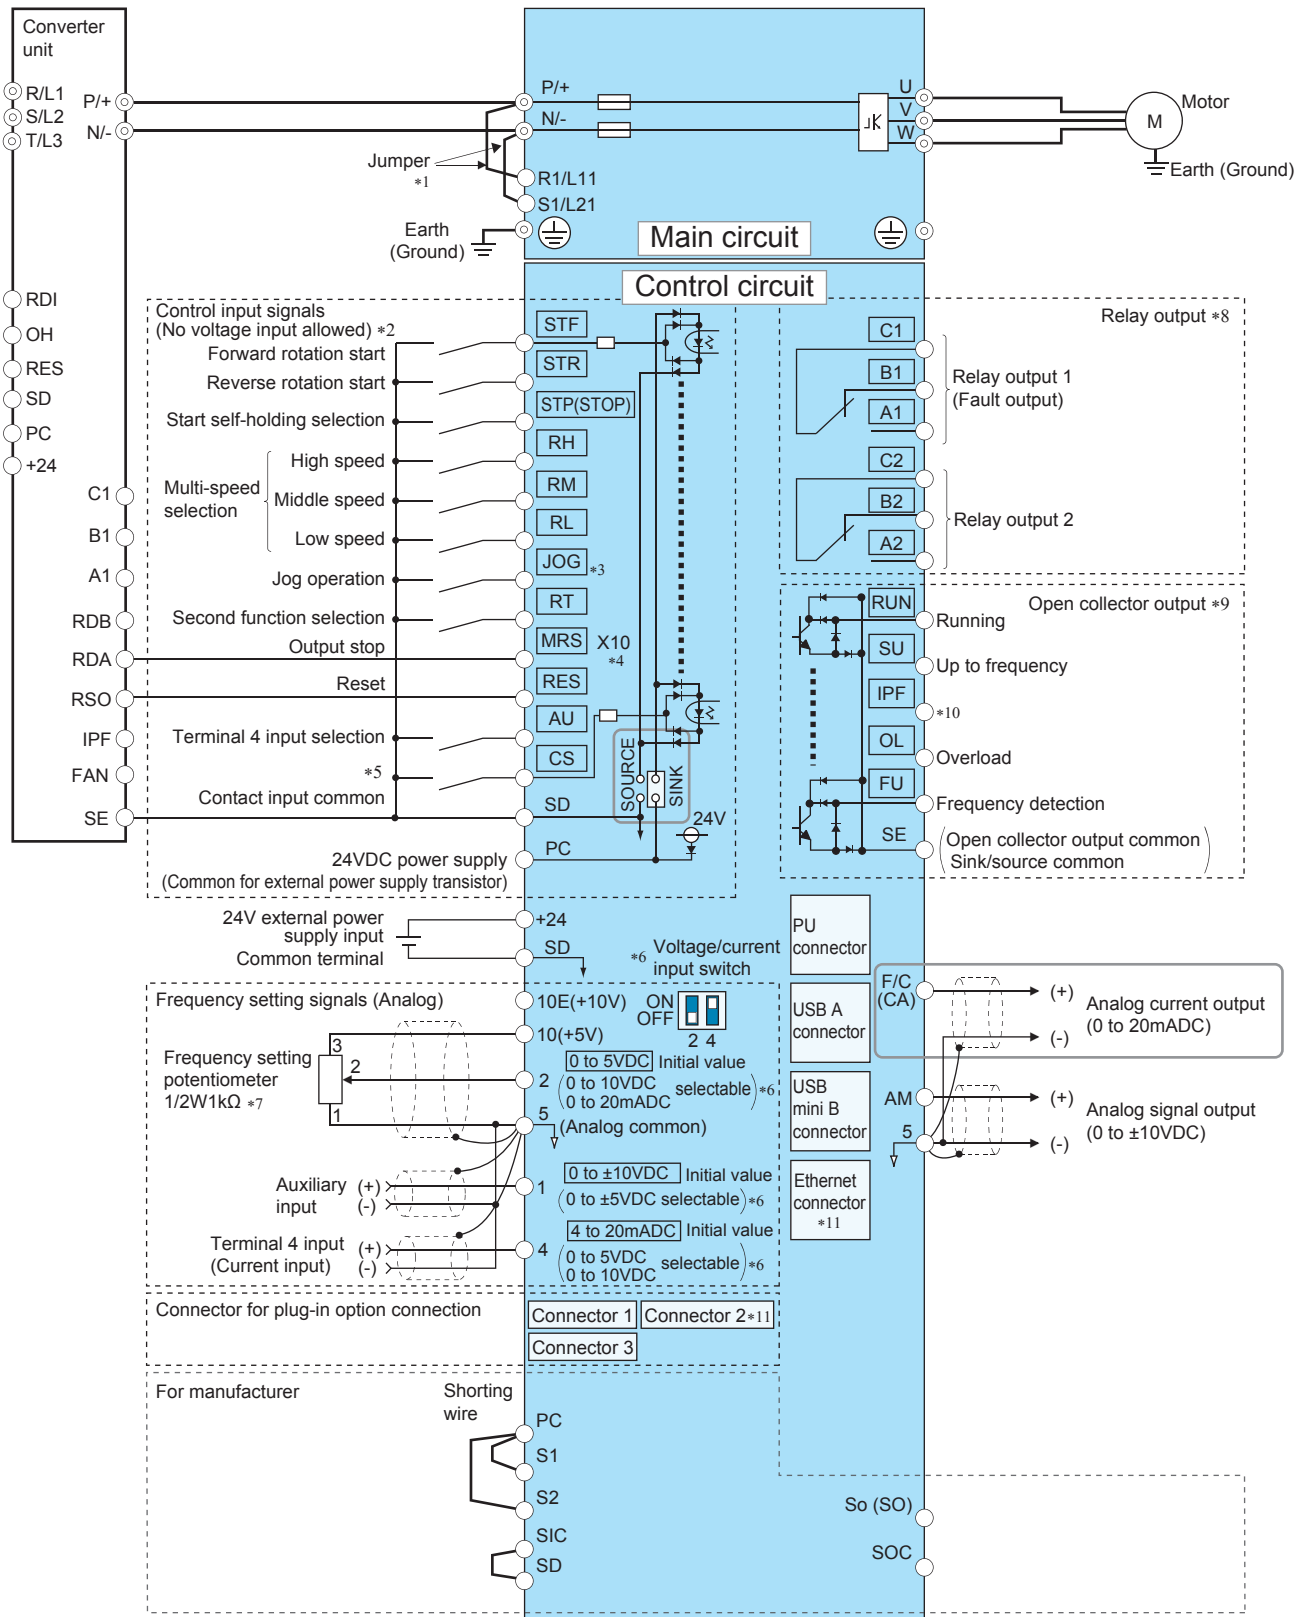 Converter
unit
R/L1
S/L2
T/L3
P/+
N/-
P/+
N/-
Jumper
*1
R1/L11
S1/L21
Earth
(Ground)
Main circuit
U
V
W
Motor
M
Earth (Ground)
RDI
OH
RES
SD
PC
+24
C1
B1
A1
RDB
RDA
RSO
IPF
FAN
SE
Control circuit
Control input signals
(No voltage input allowed) *2
Forward rotation start
Reverse rotation start
Start self-holding selection
Multi-speed
selection
High speed
Middle speed
Low speed
Jog operation
Second function selection
Output stop
Reset
Terminal 4 input selection
*5
Contact input common
24VDC power supply
(Common for external power supply transistor)
STF
STR
STP(STOP)
RH
RM
RL
JOG *3
RT
MRS X10
*4
RES
AU
CS
SD
PC
SOURCE
SINK
24V
Relay output *8
C1
B1
A1
Relay output 1
(Fault output)
C2
B2
A2
Relay output 2
Open collector output *9
RUN
Running
SU
Up to frequency
IPF
*10
OL
Overload
FU
Frequency detection
SE
Open collector output common
Sink/source common
24V external power
supply input
Common terminal
+24
SD
*6 Voltage/current
input switch
ON
OFF
2 4
Frequency setting signals (Analog)
10E(+10V)
10(+5V)
Frequency setting
potentiometer
1/2W1kΩ *7
3
2
1
2
0 to 5VDC Initial value
(0 to 10VDC
0 to 20mADC selectable) *6
5
(Analog common)
Auxiliary
input
(+)
(-)
1
0 to ±10VDC Initial value
(0 to ±5VDC selectable) *6
Terminal 4 input
(Current input)
(+)
(-)
4
4 to 20mADC Initial value
(0 to 5VDC
0 to 10VDC selectable) *6
PU
connector
USB A
connector
USB
mini B
connector
Ethernet
connector
*11
F/C
(CA)
(+)
(-)
Analog current output
(0 to 20mADC)
AM
5
(+)
(-)
Analog signal output
(0 to ±10VDC)
Connector for plug-in option connection
Connector 1
Connector 2 *11
Connector 3
For manufacturer
Shorting
wire
PC
S1
S2
SIC
SD
So (SO)
SOC